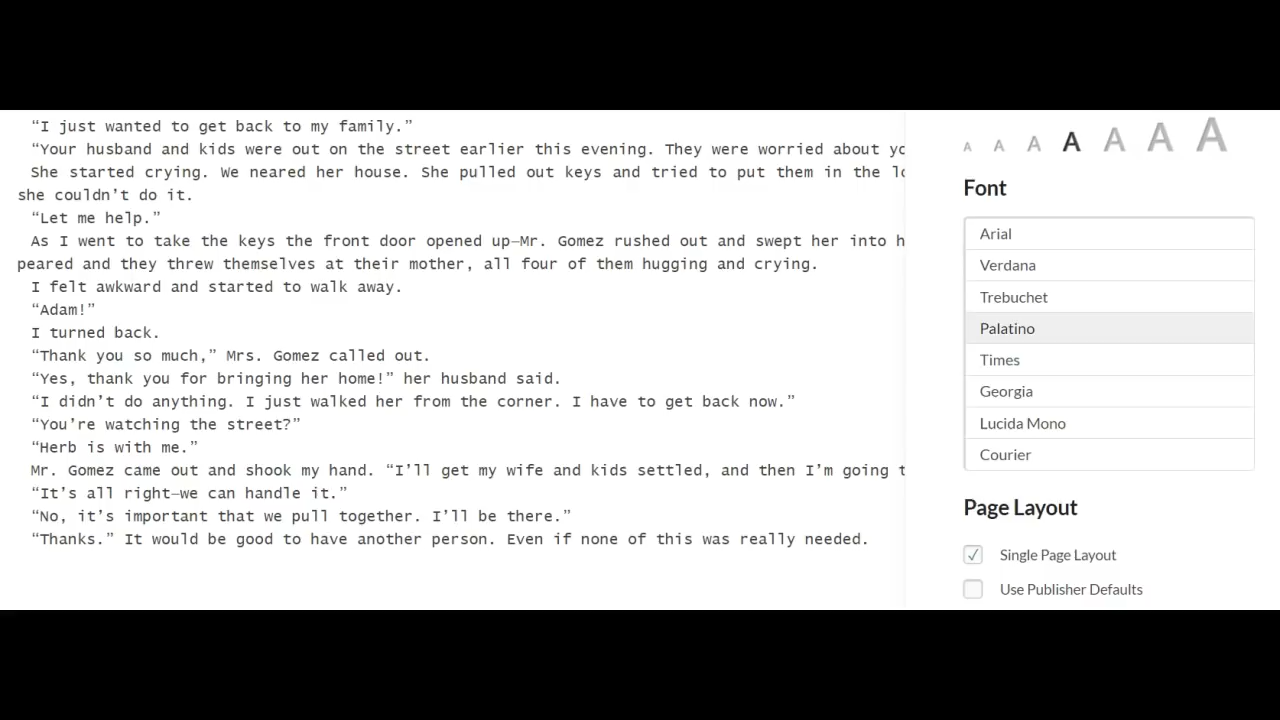 “I just wanted to get back to my family.”
“Your husband and kids were out on the street earlier this evening. They were worried about
She started crying. We neared her house. She pulled out keys and tried to put them in the
she couldn’t do it.
“Let me help.”
As I went to take the keys the front door opened up—Mr. Gomez rushed out and swept her into
peared and they threw themselves at their mother, all four of them hugging and crying.
I felt awkward and started to walk away.
“Adam!”
I turned back.
“Thank you so much,” Mrs. Gomez called out.
“Yes, thank you for bringing her home!” her husband said.
“I didn’t do anything. I just walked her from the corner. I have to get back now.”
“You’re watching the street?”
“Herb is with me.”
Mr. Gomez came out and shook my hand. “I’ll get my wife and kids settled, and then I’m going
“It’s all right—we can handle it.”
“No, it’s important that we pull together. I’ll be there.”
“Thanks.” It would be good to have another person. Even if none of this was really needed.
A A A A A A A
Font
Arial
Verdana
Trebuchet
Palatino
Times
Georgia
Lucida Mono
Courier
Page Layout
Single Page Layout
Use Publisher Defaults